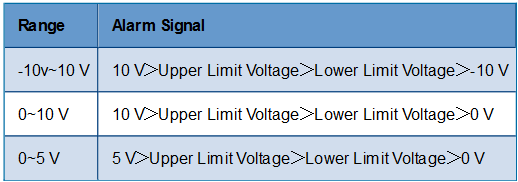 Range Alarm Signal
-10v~10 V 10 V＞Upper Limit Voltage＞Lower Limit Voltage＞-10 V
0~10 V 10 V＞Upper Limit Voltage＞Lower Limit Voltage＞0 V
0~5 V 5 V＞Upper Limit Voltage＞Lower Limit Voltage＞0 V